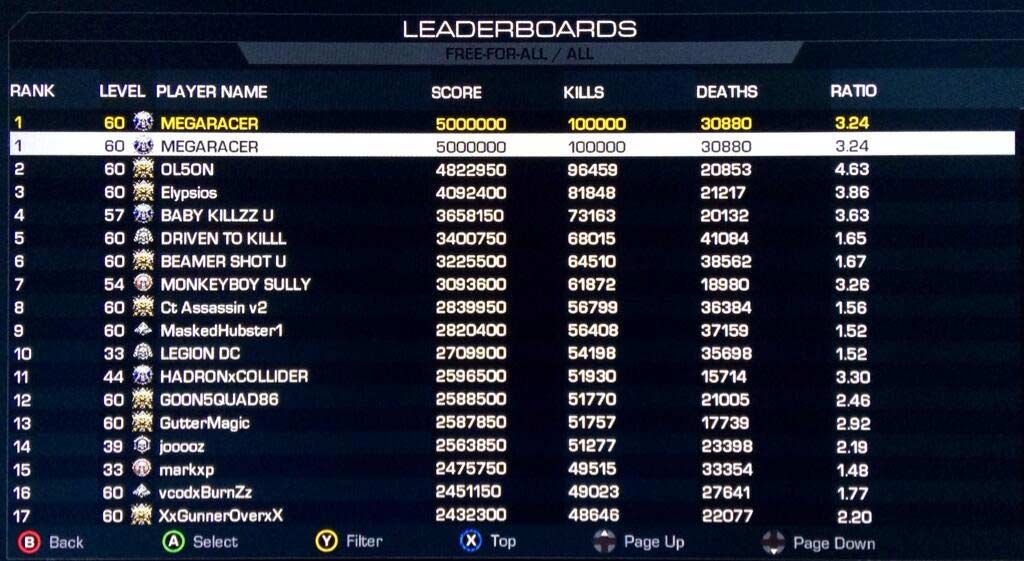 LEADERBOARDS
FREE-FOR-ALL / ALL
RANK LEVEL PLAYER NAME SCORE KILLS DEATHS RATIO
1 60 MEGARACER 5000000 100000 30880 3.24
1 60 MEGARACER 5000000 100000 30880 3.24
2 60 OL5ON 4822950 96459 20853 4.63
3 60 Elypsios 4092400 81848 21217 3.86
4 57 BABY KILLZZ U 3658150 73163 20132 3.63
5 60 DRIVEN TO KILLL 3400750 68015 41084 1.65
6 60 BEAMER SHOT U 3225500 64510 38562 1.67
7 54 MONKEYBOY SULLY 3093600 61872 18980 3.26
8 60 Ct Assassin v2 2839950 56799 36384 1.56
9 60 MaskedHubster1 2820400 56408 37159 1.52
10 33 LEGION DC 2709900 54198 35698 1.52
11 44 HADRONxCOLLIDER 2596500 51930 15714 3.30
12 60 GOON5QUAD86 2588500 51770 21005 2.46
13 60 GutterMagic 2587850 51757 17739 2.92
14 39 jooooz 2563850 51277 23398 2.19
15 33 markxp 2475750 49515 33354 1.48
16 60 vcodxBurnZz 2451150 49023 27641 1.77
17 60 XxGunnerOverxX 2432300 48646 22077 2.20
B Back A Select Y Filter X Top Page Up Page Down